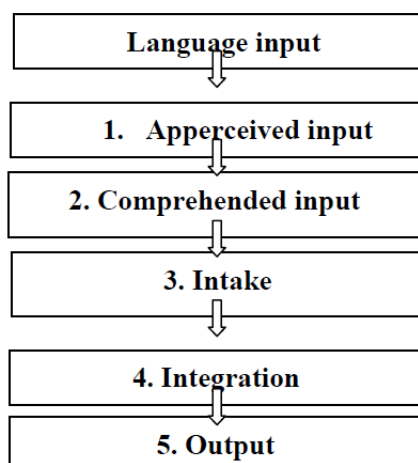 Language input
1. Apperceived input
2. Comprehended input
3. Intake
4. Integration
5. Output